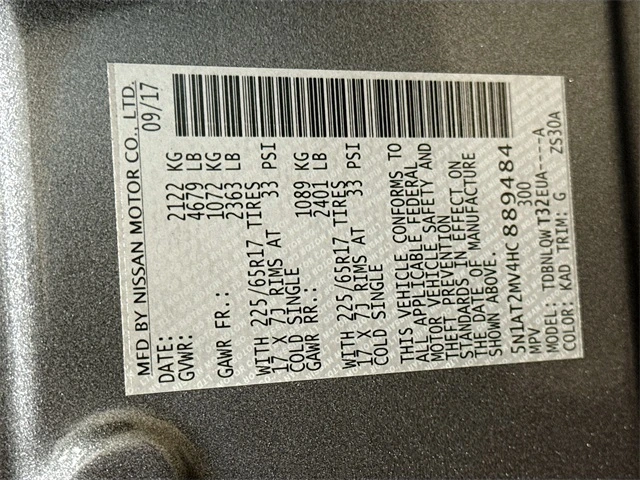 MFD BY NISSAN MOTOR CO., LTD.
DATE: 09/17
GVWR: 2122 KG
4679 LB
GAWR FR.: 1072 KG
2363 LB
WITH 225/65R17 TIRES
17 X 7J RIMS AT 33 PSI
COLD SINGLE
GAWR RR.: 1089 KG
2401 LB
WITH 225/65R17 TIRES
17 X 7J RIMS AT 33 PSI
COLD SINGLE
THIS VEHICLE CONFORMS TO
ALL APPLICABLE FEDERAL
MOTOR VEHICLE SAFETY AND
THEFT PREVENTION
STANDARDS IN EFFECT ON
THE DATE OF MANUFACTURE
SHOWN ABOVE.
5N1AT2MV4HC889484
MPV 300
MODEL: TDBNLQWT32EUA----A
COLOR: KAD TRIM: G ZS30A